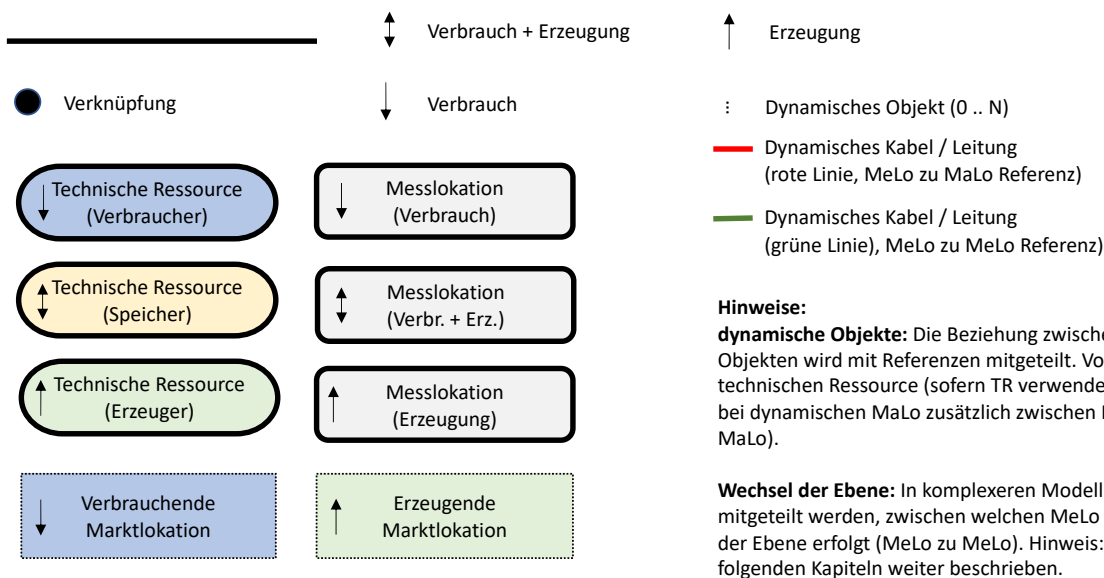 Verbrauch + Erzeugung
Erzeugung
Verknüpfung
Verbrauch
Dynamisches Objekt (0 .. N)
Dynamisches Kabel / Leitung
(rote Linie, MeLo zu MaLo Referenz)
Dynamisches Kabel / Leitung
(grüne Linie), MeLo zu MeLo Referenz)
Technische Ressource
(Verbraucher)
Messlokation
(Verbrauch)
Technische Ressource
(Speicher)
Messlokation
(Verbr. + Erz.)
Technische Ressource
(Erzeuger)
Messlokation
(Erzeugung)
Verbrauchende
Marktlokation
Erzeugende
Marktlokation
Hinweise:
dynamische Objekte: Die Beziehung
Objekten wird mit Referenzen mitgeteilt.
technischen Ressource (sofern TR
bei dynamischen MaLo zusätzlich zwischen
MaLo).
Wechsel der Ebene: In komplexeren
mitgeteilt werden, zwischen welchen MeLo
der Ebene erfolgt (MeLo zu MeLo). Hinweis:
folgenden Kapiteln weiter beschrieben.